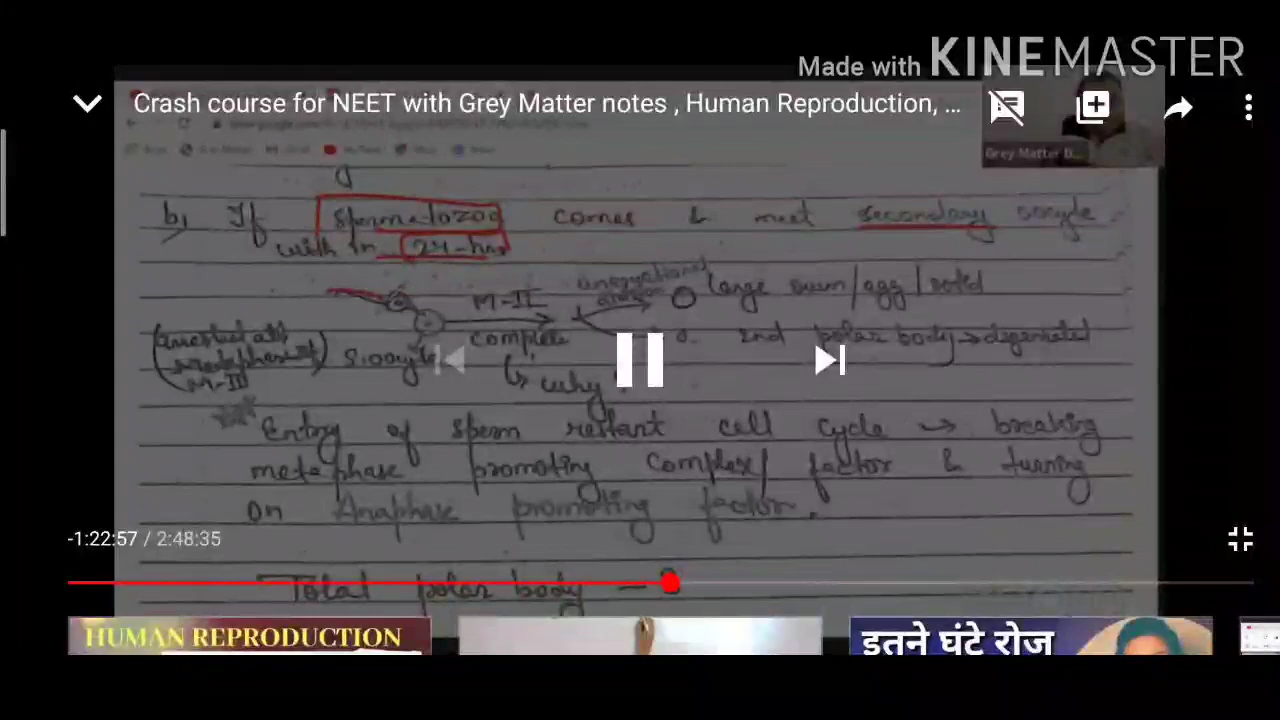 Made with KINEMASTER
Crash course for NEET with Grey Matter notes , Human Reproduction, ...
Grey Matter
b, If spermatozoa comes & meet secondary oocyte
with in 24-hrs
M-II large ovum/egg/
complete 2nd polar body → degenerated
S.oocyte
M-II
↳ why
Entry of sperm restart cell cycle → breaking
metaphase promoting complex/ factor & turning
on Anaphase promoting factor.
-1:22:57 / 2:48:35
Total polar body -
HUMAN REPRODUCTION
इतने घंटे रोज